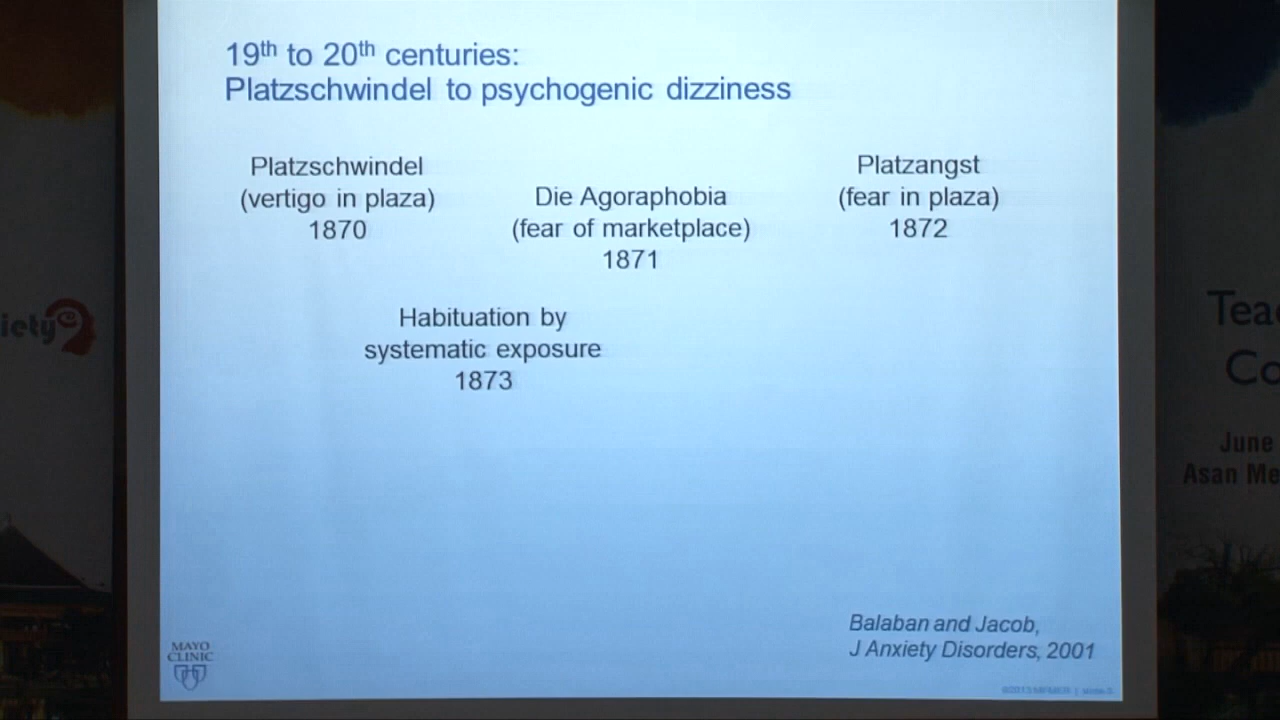 19th to 20th centuries:
Platzschwindel to psychogenic dizziness
Platzschwindel
(vertigo in plaza)
1870
Die Agoraphobia
(fear of marketplace)
1871
Platzangst
(fear in plaza)
1872
Habituation by
systematic exposure
1873
Balaban and Jacob,
J Anxiety Disorders, 2001
MAYO
CLINIC
iety
Tea
Co
June
Asan Me